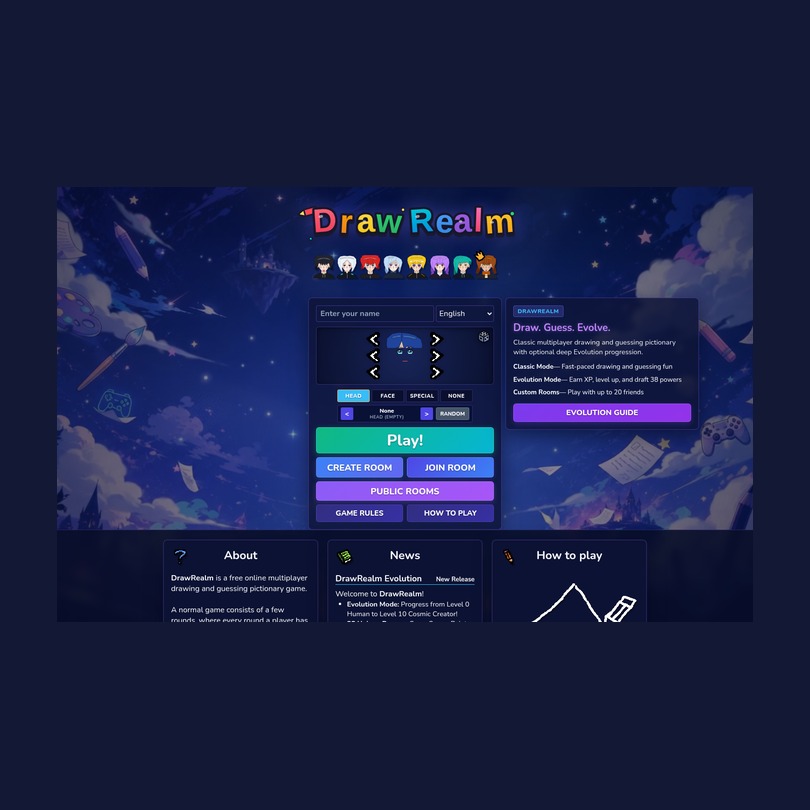 Draw Realm
Enter your name
English
HEAD
FACE
SPECIAL
NONE
<
None
HEAD (EMPTY)
>
RANDOM
Play!
CREATE ROOM
JOIN ROOM
PUBLIC ROOMS
GAME RULES
HOW TO PLAY
DRAWREALM
Draw. Guess. Evolve.
Classic multiplayer drawing and guessing pictionary
with optional deep Evolution progression.
Classic Mode— Fast-paced drawing and guessing fun
Evolution Mode— Earn XP, level up, and draft 38 powers
Custom Rooms— Play with up to 20 friends
EVOLUTION GUIDE
About
DrawRealm is a free online multiplayer
drawing and guessing pictionary game.
A normal game consists of a few
rounds, where every round a player has
News
DrawRealm Evolution
New Release
Welcome to DrawRealm!
Evolution Mode: Progress from Level 0
Human to Level 10 Cosmic Creator!
How to play